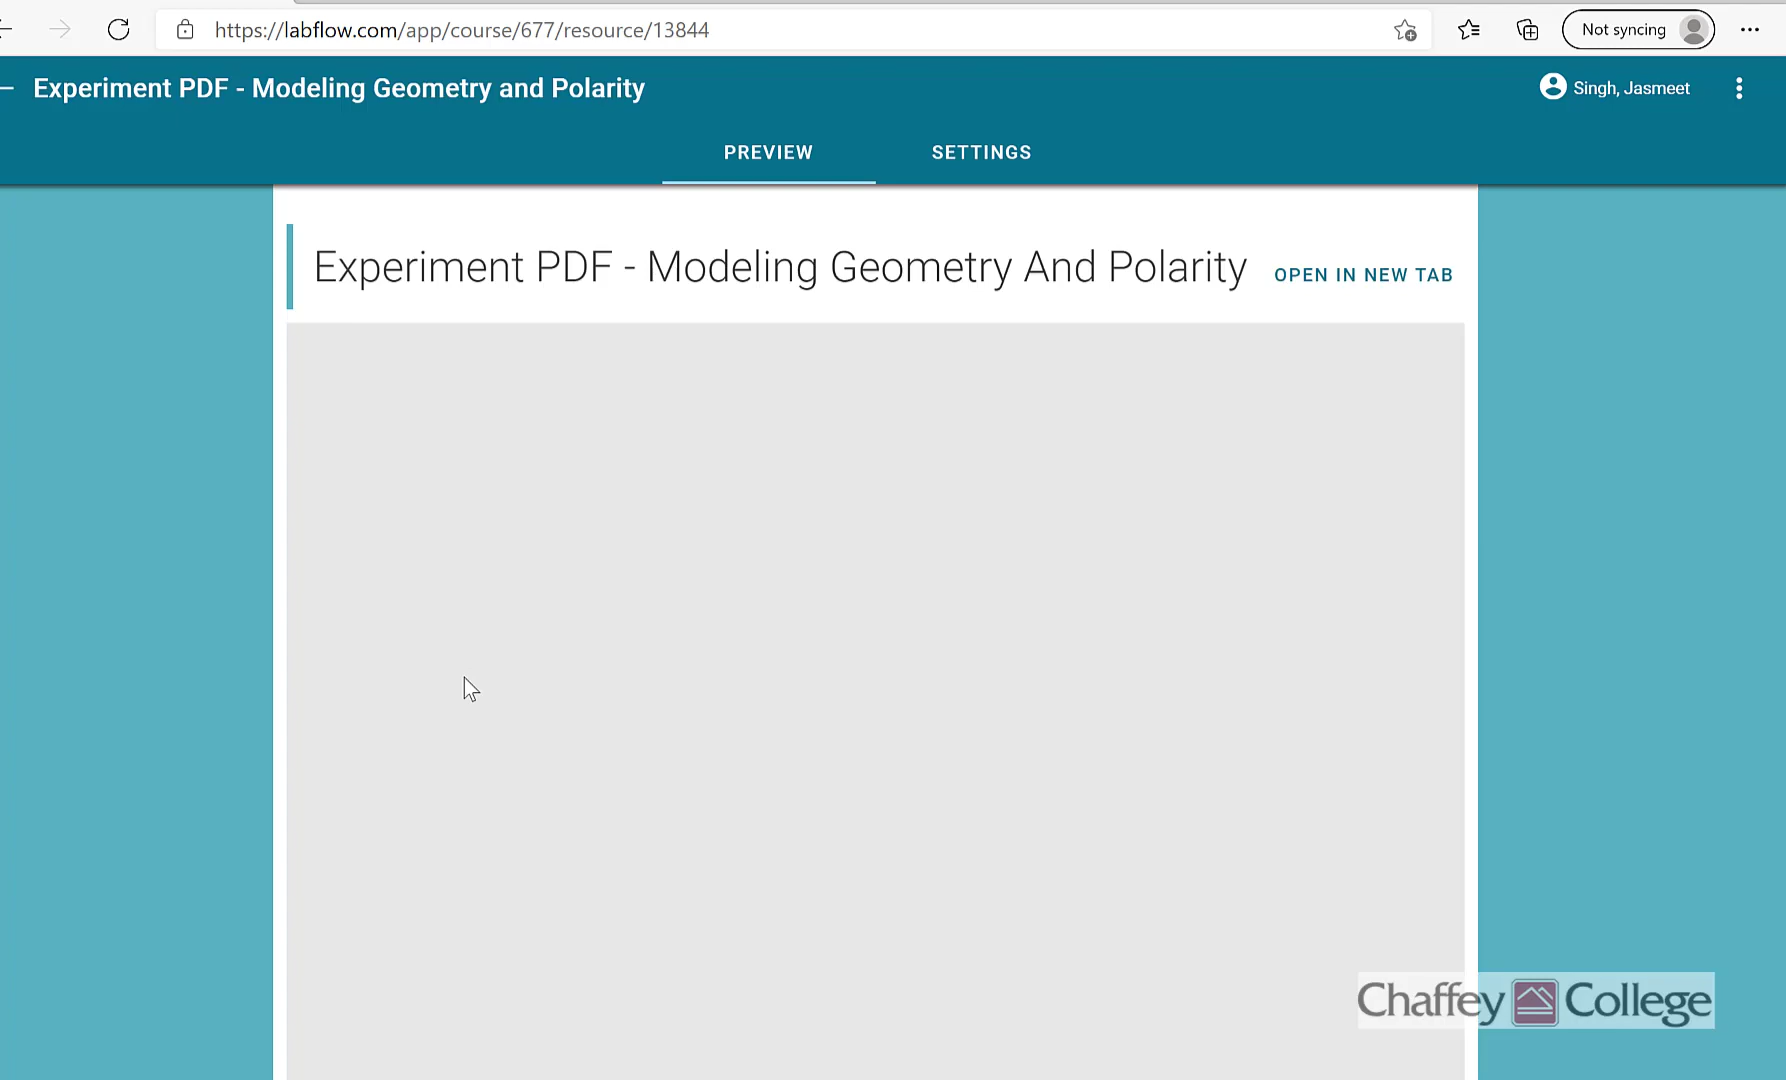 https://labflow.com/app/course/677/resource/13844
Not syncing
Experiment PDF - Modeling Geometry and Polarity
Singh, Jasmeet
PREVIEW
SETTINGS
Experiment PDF - Modeling Geometry And Polarity
OPEN IN NEW TAB
Chaffey College